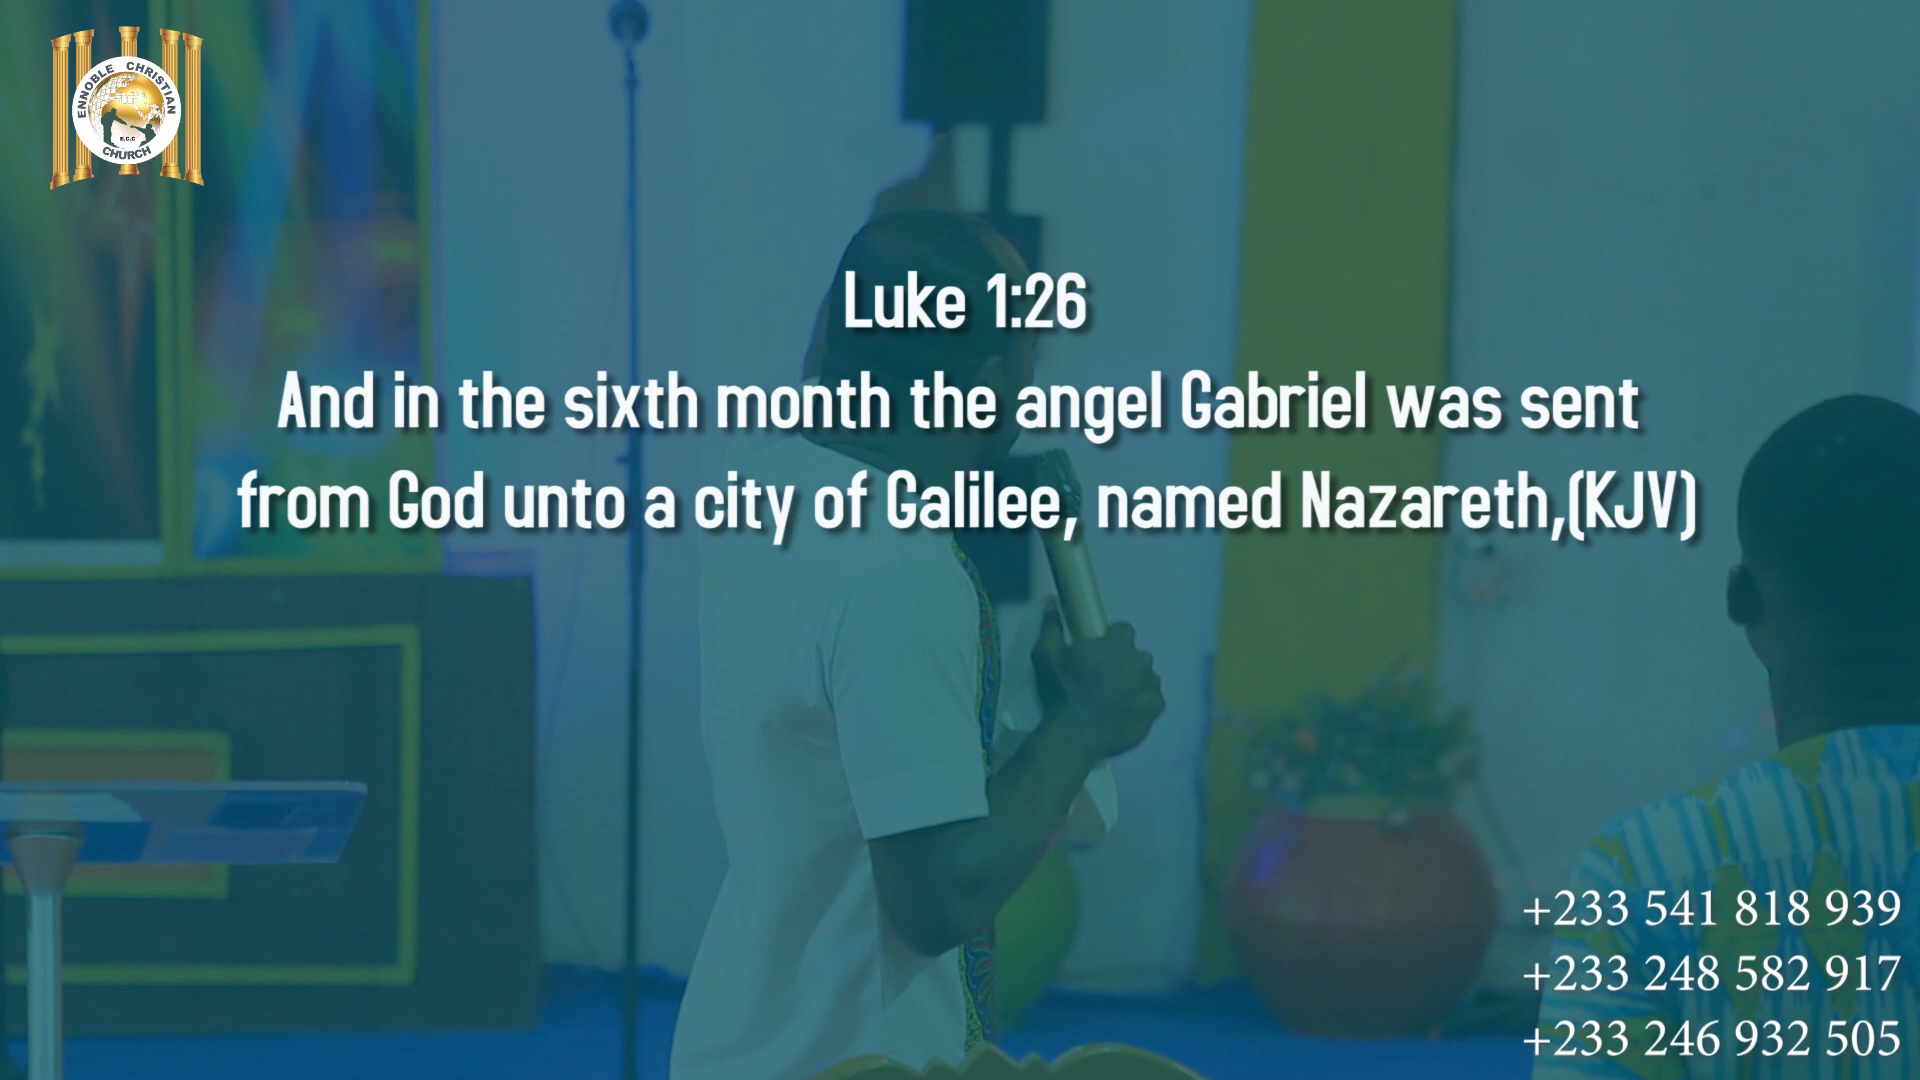 ENNOBLE CHRISTIAN
E.C.C
CHURCH
Luke 1:26
And in the sixth month the angel Gabriel was sent
from God unto a city of Galilee, named Nazareth,(KJV)
+233 541 818 939
+233 248 582 917
+233 246 932 505